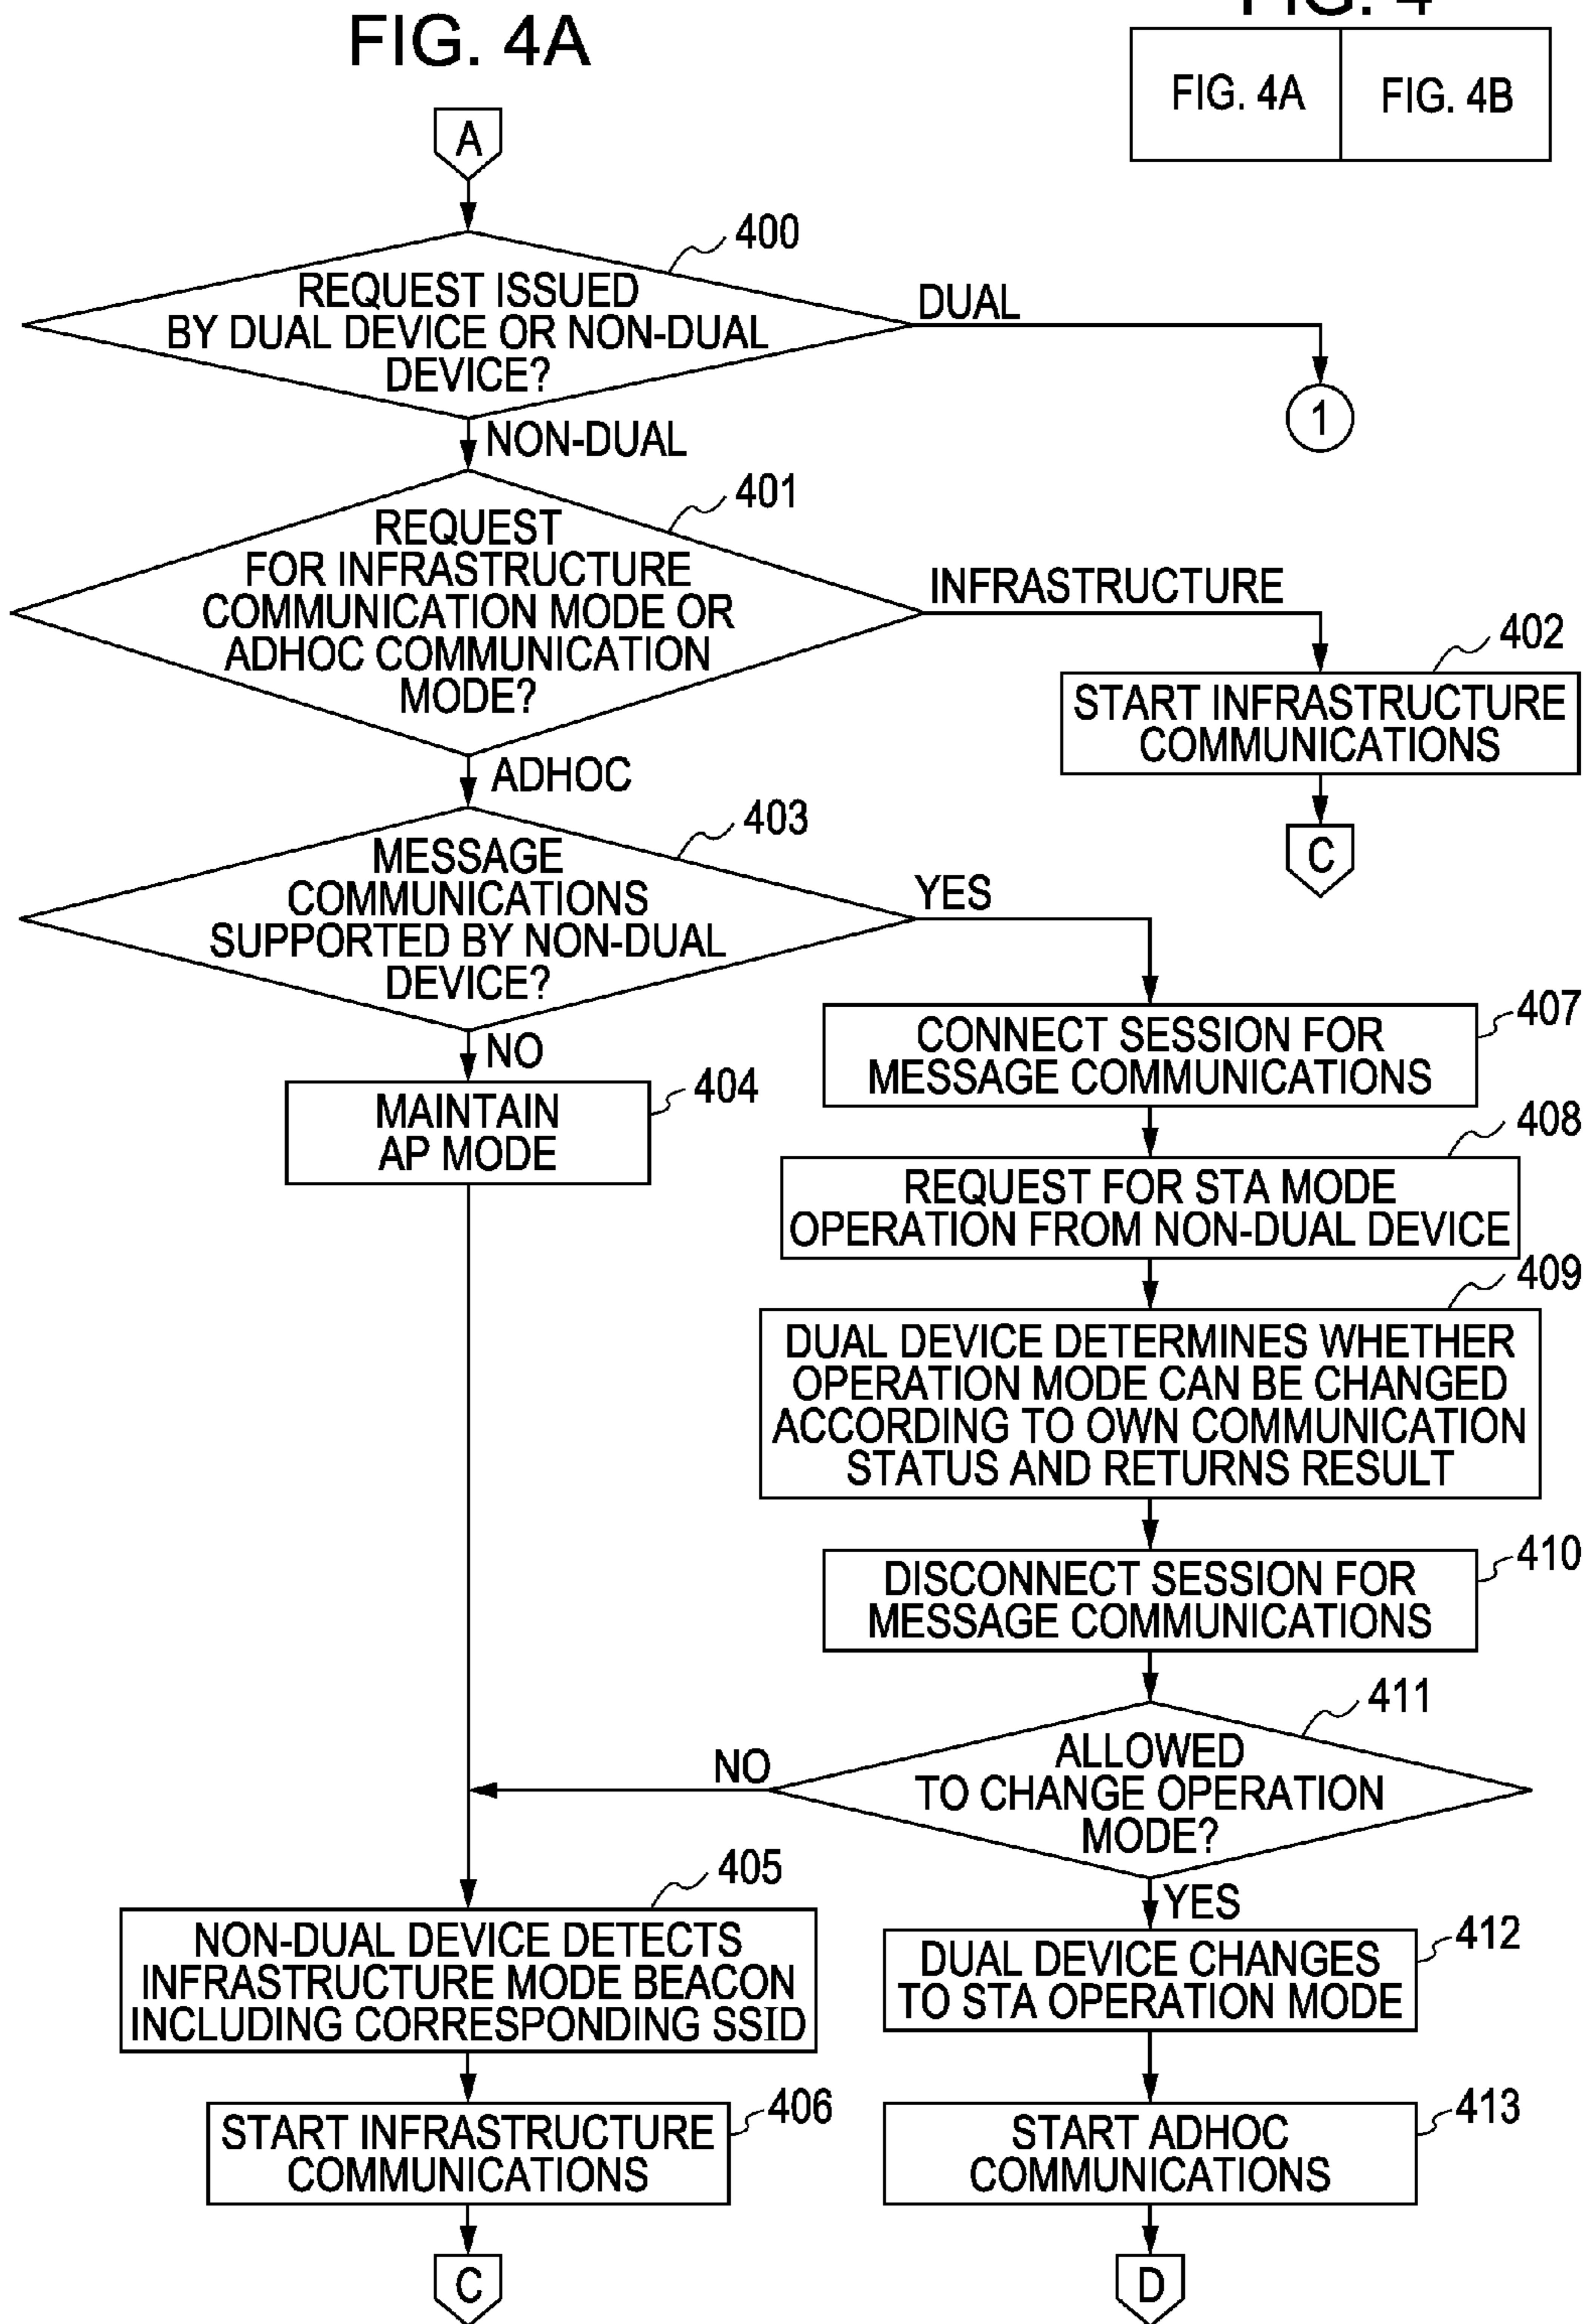 FIG. 4A
FIG. 4
FIG. 4A
FIG. 4B
A
400
REQUEST ISSUED
BY DUAL DEVICE OR NON-DUAL
DEVICE?
DUAL
1
NON-DUAL
401
REQUEST
FOR INFRASTRUCTURE
COMMUNICATION MODE OR
ADHOC COMMUNICATION
MODE?
INFRASTRUCTURE
402
START INFRASTRUCTURE
COMMUNICATIONS
C
ADHOC
403
MESSAGE
COMMUNICATIONS
SUPPORTED BY NON-DUAL
DEVICE?
YES
NO
404
MAINTAIN
AP MODE
407
CONNECT SESSION FOR
MESSAGE COMMUNICATIONS
408
REQUEST FOR STA MODE
OPERATION FROM NON-DUAL DEVICE
409
DUAL DEVICE DETERMINES WHETHER
OPERATION MODE CAN BE CHANGED
ACCORDING TO OWN COMMUNICATION
STATUS AND RETURNS RESULT
410
DISCONNECT SESSION FOR
MESSAGE COMMUNICATIONS
411
ALLOWED
TO CHANGE OPERATION
MODE?
NO
YES
405
NON-DUAL DEVICE DETECTS
INFRASTRUCTURE MODE BEACON
INCLUDING CORRESPONDING SSID
412
DUAL DEVICE CHANGES
TO STA OPERATION MODE
406
START INFRASTRUCTURE
COMMUNICATIONS
413
START ADHOC
COMMUNICATIONS
C
D